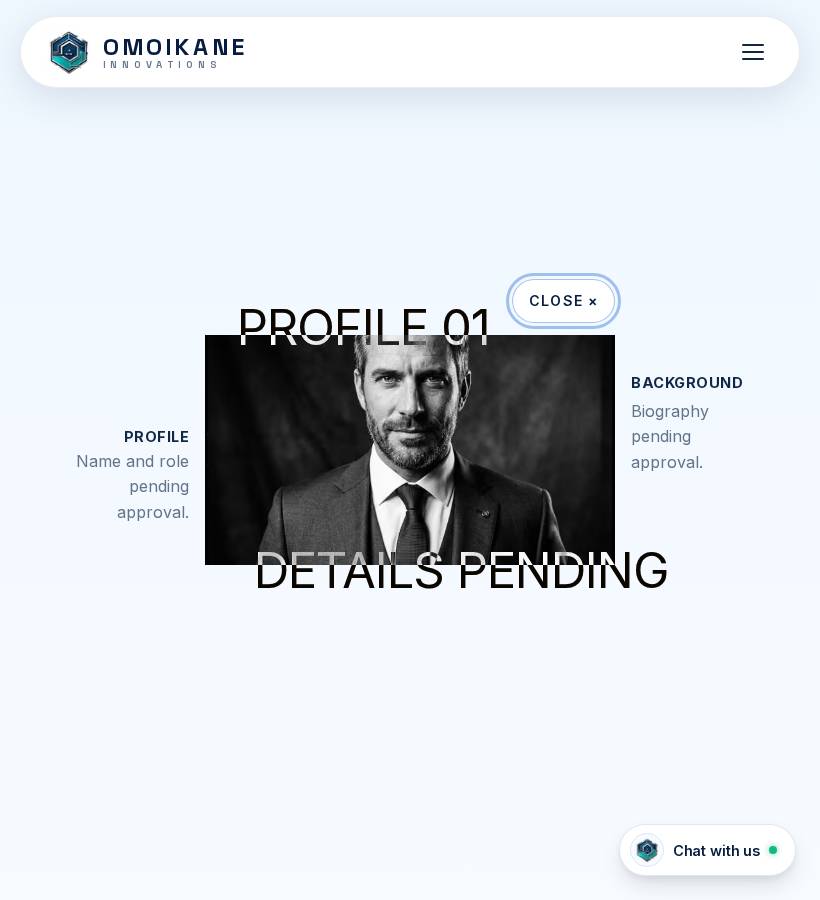 OMOIKANE
INNOVATIONS
CLOSE ×
PROFILE 01
BACKGROUND
Biography
pending
approval.
PROFILE
Name and role
pending
approval.
DETAILS PENDING
Chat with us